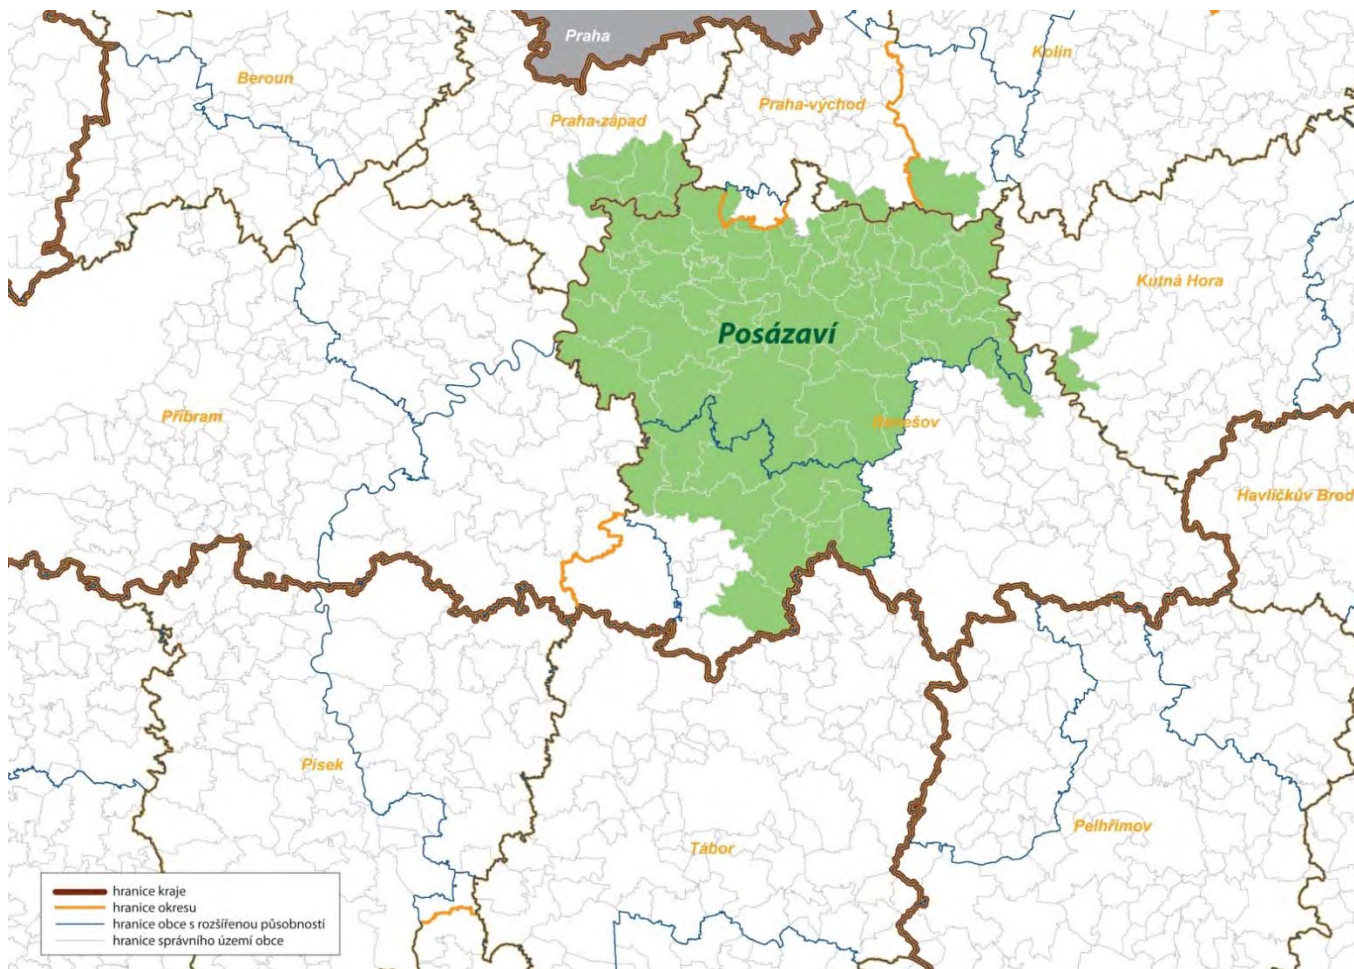 Praha
Kolín
Beroun
Praha-východ
Praha-západ
Kutná Hora
Posázaví
Příbram
Benešov
Havlíčkův Brod
Písek
Pelhřimov
Tábor
hranice kraje
hranice okresu
hranice obce s rozšířenou působností
hranice správního území obce